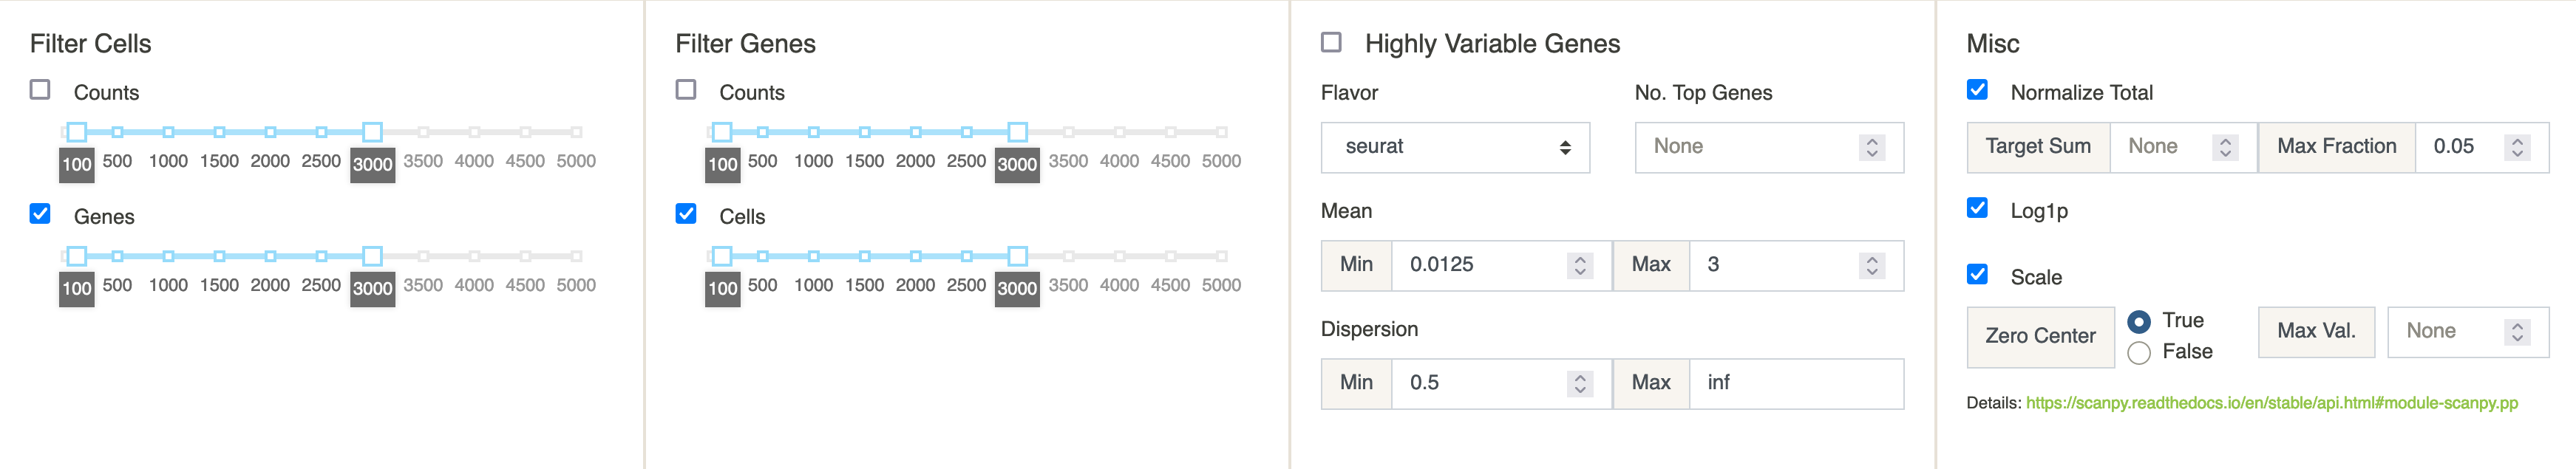 Filter Cells
Counts
100 500 1000 1500 2000 2500 3000 3500 4000 4500 5000
Genes
100 500 1000 1500 2000 2500 3000 3500 4000 4500 5000
Filter Genes
Counts
100 500 1000 1500 2000 2500 3000 3500 4000 4500 5000
Cells
100 500 1000 1500 2000 2500 3000 3500 4000 4500 5000
Highly Variable Genes
Flavor No. Top Genes
seurat None
Mean
Min 0.0125 Max 3
Dispersion
Min 0.5 Max inf
Misc
Normalize Total
Target Sum None Max Fraction 0.05
Log1p
Scale
Zero Center True False Max Val. None
Details: https://scanpy.readthedocs.io/en/stable/api.html#module-scanpy.pp